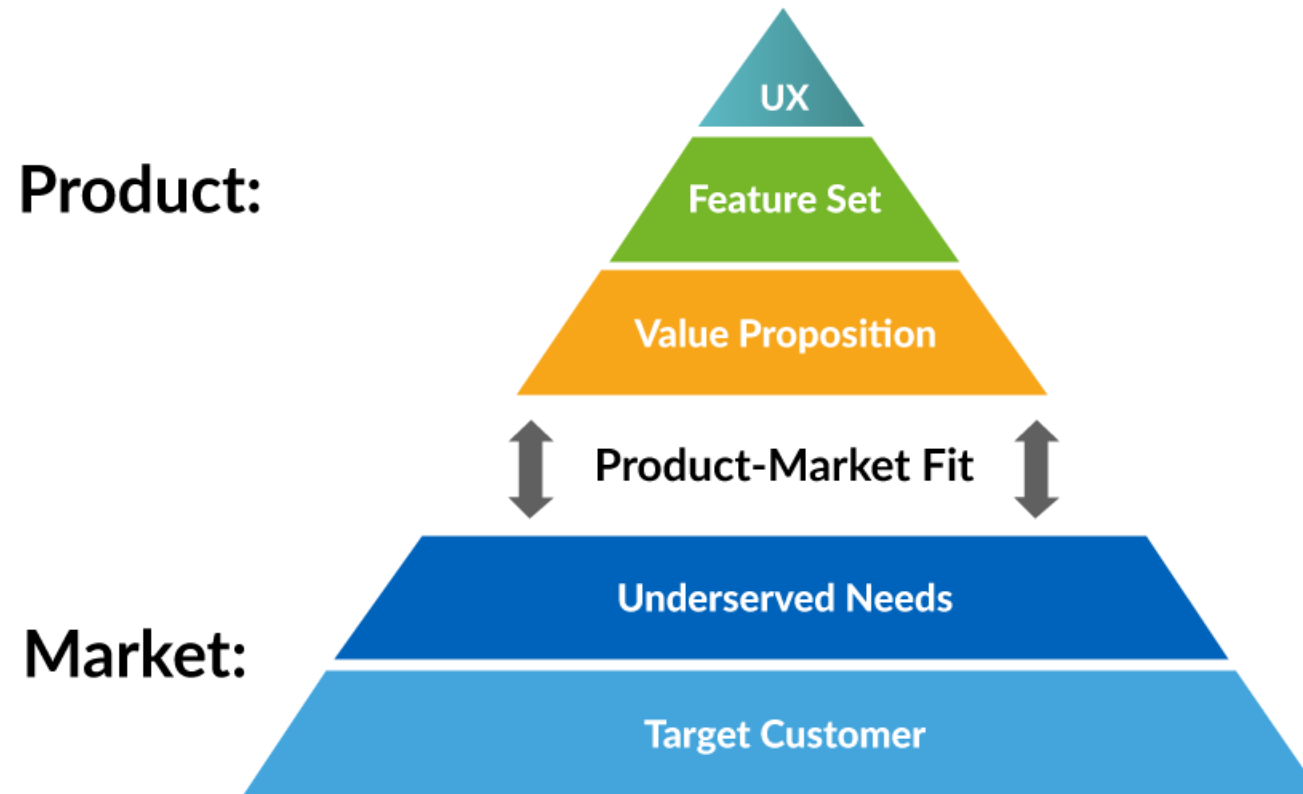 UX
Product:
Feature Set
Value Proposition
Product-Market Fit
Underserved Needs
Market:
Target Customer